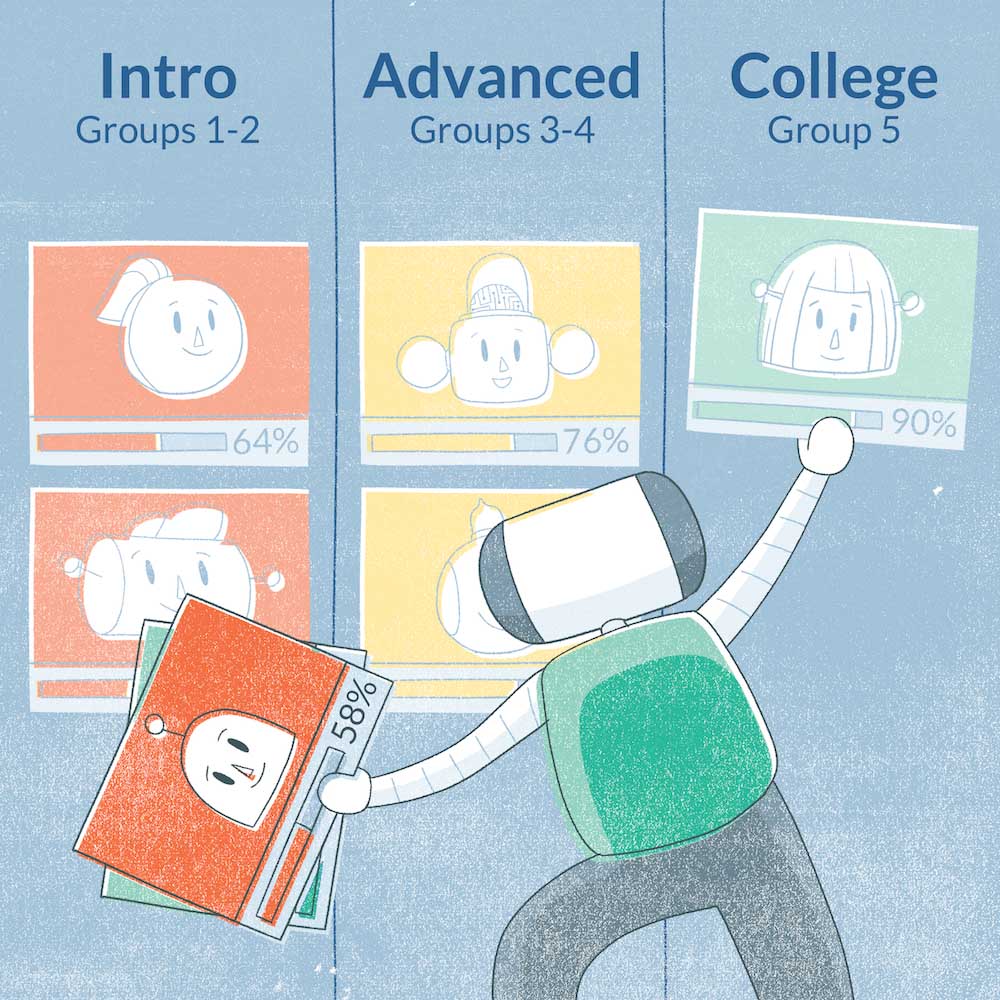 Intro
Groups 1-2
Advanced
Groups 3-4
College
Group 5
64%
76%
90%
58%